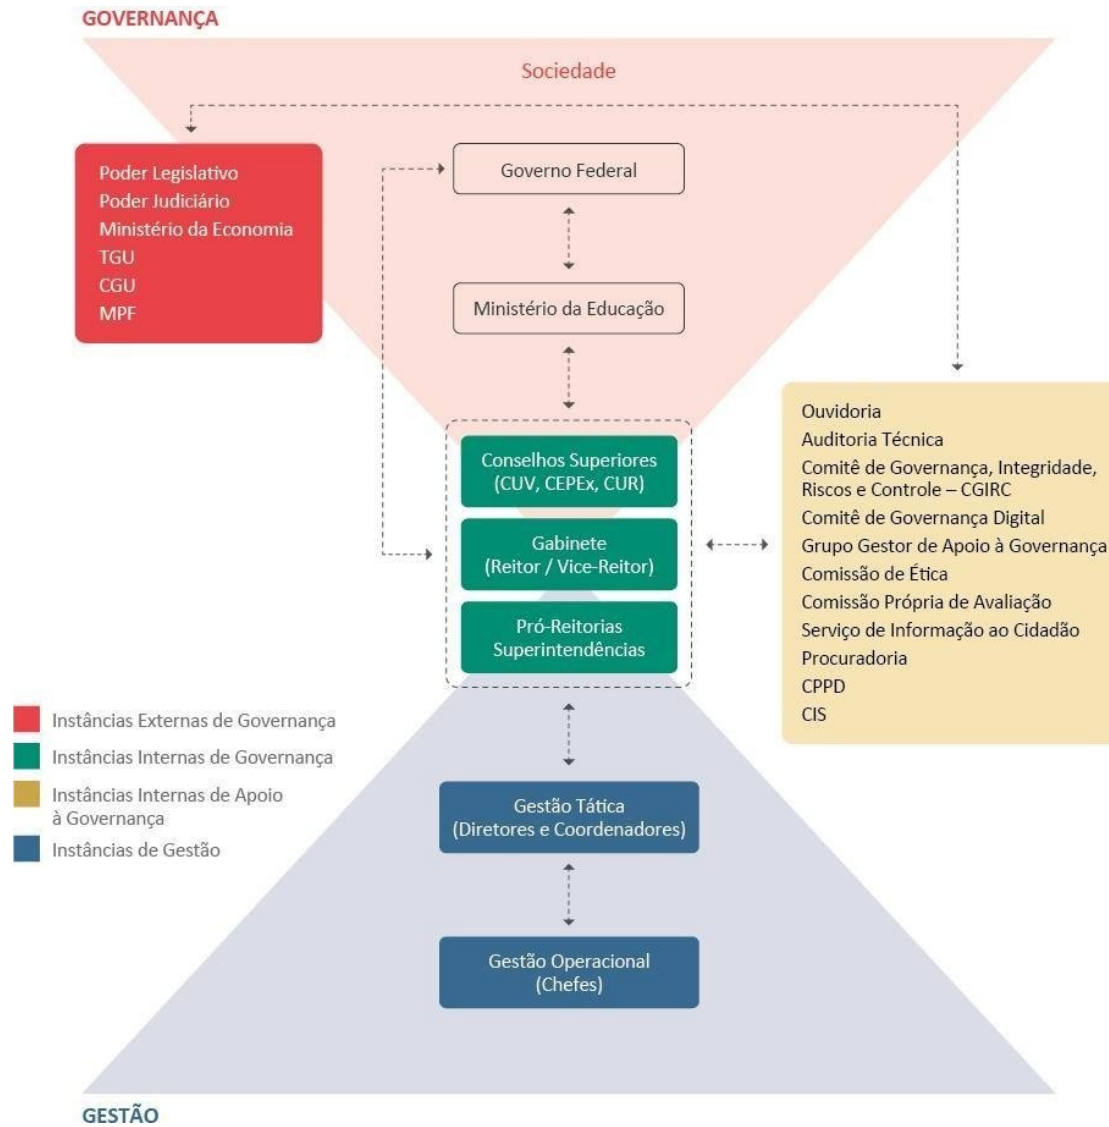 GOVERNANÇA
Sociedade
Poder Legislativo
Poder Judiciário
Ministério da Economia
TGU
CGU
MPF
Governo Federal
Ministério da Educação
Conselhos Superiores
(CUV, CEPEx, CUR)
Gabinete
(Reitor / Vice-Reitor)
Pró-Reitorias
Superintendências
Ouvidoria
Auditoria Técnica
Comitê de Governança, Integridade,
Riscos e Controle – CGIRC
Comitê de Governança Digital
Grupo Gestor de Apoio à Governança
Comissão de Ética
Comissão Própria de Avaliação
Serviço de Informação ao Cidadão
Procuradoria
CPPD
CIS
Instâncias Externas de Governança
Instâncias Internas de Governança
Instâncias Internas de Apoio
à Governança
Instâncias de Gestão
Gestão Tática
(Diretores e Coordenadores)
Gestão Operacional
(Chefes)
GESTÃO